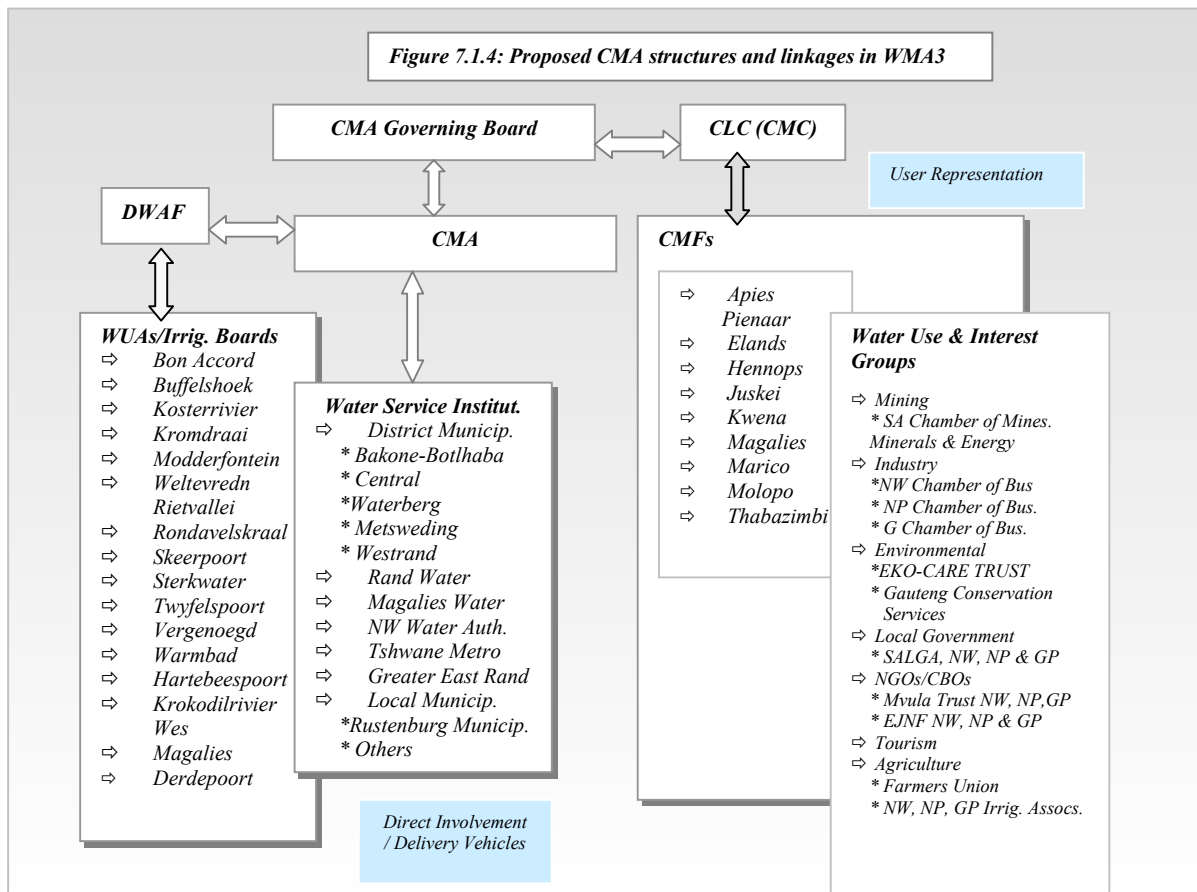 Figure 7.1.4: Proposed CMA structures and linkages in WMA3
CMA Governing Board
CLC (CMC)
User Representation
DWAF
CMA
CMFs
⇨ Apies
Pienaar
⇨ Elands
⇨ Hennops
⇨ Juskei
⇨ Kwena
⇨ Magalies
⇨ Marico
⇨ Molopo
⇨ Thabazimbi
WUAs/Irrig. Boards
⇨ Bon Accord
⇨ Buffelshoek
⇨ Kosterrivier
⇨ Kromdraai
⇨ Modderfontein
⇨ Weltevredn
Rietvallei
⇨ Rondavelskraal
⇨ Skeerpoort
⇨ Sterkwater
⇨ Twyfelspoort
⇨ Vergenoegd
⇨ Warmbad
⇨ Hartebeespoort
⇨ Krokodilrivier
Wes
⇨ Magalies
⇨ Derdepoort
Water Service Institut.
⇨ District Municip.
* Bakone-Botlhaba
* Central
*Waterberg
* Metsweding
* Westrand
⇨ Rand Water
⇨ Magalies Water
⇨ NW Water Auth.
⇨ Tshwane Metro
⇨ Greater East Rand
⇨ Local Municip.
*Rustenburg Municip.
* Others
Water Use & Interest
Groups
⇨ Mining
* SA Chamber of Mines.
Minerals & Energy
⇨ Industry
*NW Chamber of Bus
* NP Chamber of Bus.
* G Chamber of Bus.
⇨ Environmental
*EKO-CARE TRUST
* Gauteng Conservation
Services
⇨ Local Government
* SALGA, NW, NP & GP
⇨ NGOs/CBOs
* Mvula Trust NW, NP,GP
* EJNF NW, NP & GP
⇨ Tourism
⇨ Agriculture
* Farmers Union
* NW, NP, GP Irrig. Assocs.
Direct Involvement
/ Delivery Vehicles